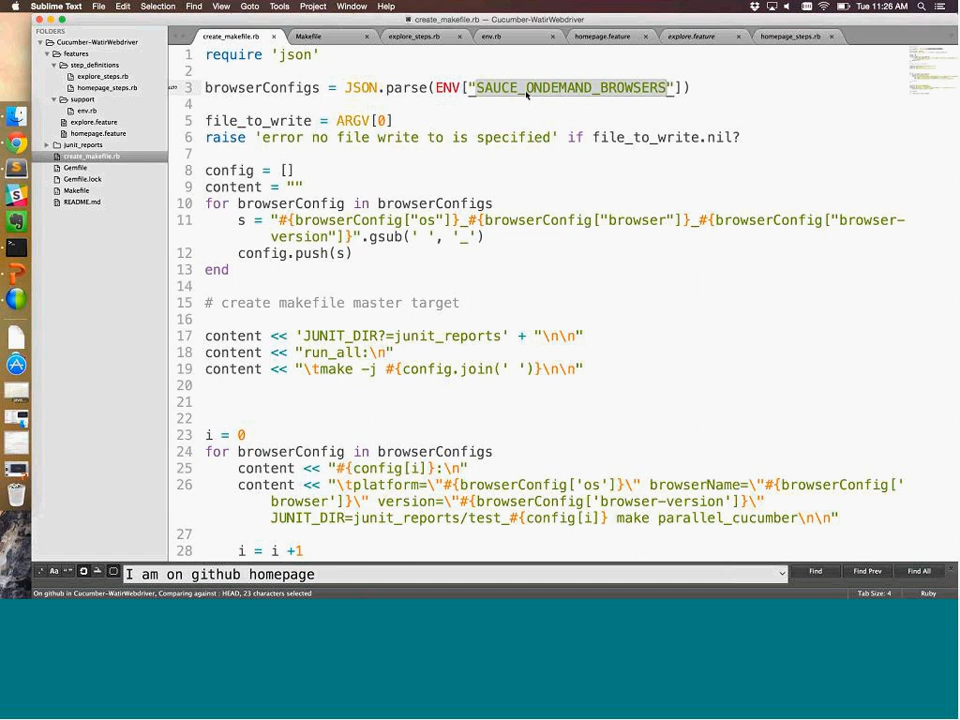 Sublime Text File Edit Selection Find View Goto Tools Project Window Help
Tue 11:26 AM
create_makefile.rb — Cucumber-WatirWebdriver
FOLDERS
Cucumber-WatirWebdriver
features
step_definitions
explore_steps.rb
homepage_steps.rb
support
env.rb
explore.feature
homepage.feature
junit_reports
create_makefile.rb
Gemfile
Gemfile.lock
Makefile
README.md
create_makefile.rb × Makefile × explore_steps.rb × env.rb × homepage.feature × explore.feature × homepage_steps.rb ×
1 require 'json'
2
3 browserConfigs = JSON.parse(ENV["SAUCE_ONDEMAND_BROWSERS"])
4
5 file_to_write = ARGV[0]
6 raise 'error no file write to is specified' if file_to_write.nil?
7
8 config = []
9 content = ""
10 for browserConfig in browserConfigs
11 s = "#{browserConfig["os"]}_#{browserConfig["browser"]}_#{browserConfig["browser-
version"]}".gsub(' ', '_')
12 config.push(s)
13 end
14
15 # create makefile master target
16
17 content << 'JUNIT_DIR?=junit_reports' + "\n\n"
18 content << "run_all:\n"
19 content << "\tmake -j #{config.join(' ')}\n\n"
20
21
22
23 i = 0
24 for browserConfig in browserConfigs
25 content << "#{config[i]}:\n"
26 content << "\tplatform=\"#{browserConfig['os']}\" browserName=\"#{browserConfig['
browser']}\" version=\"#{browserConfig['browser-version']}\"
JUNIT_DIR=junit_reports/test_#{config[i]} make parallel_cucumber\n\n"
27
28 i = i +1
.* Aa "" I am on github homepage Find Find Prev Find All
On github in Cucumber-WatirWebdriver, Comparing against : HEAD, 23 characters selected Tab Size: 4 Ruby